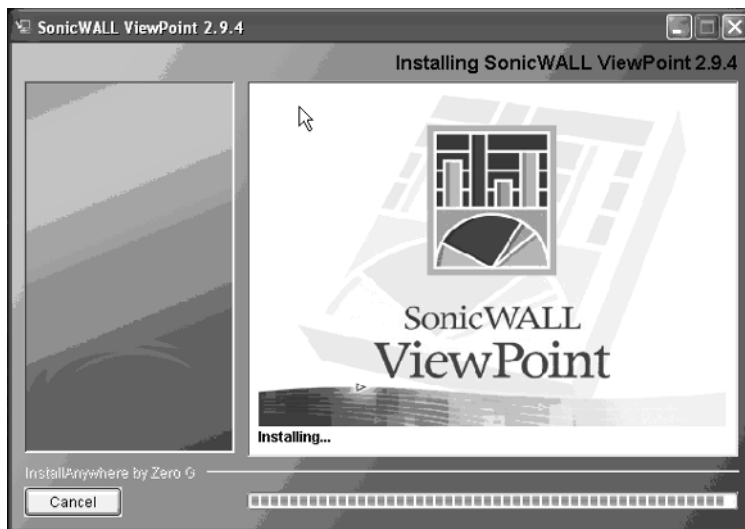 SonicWALL ViewPoint 2.9.4
Installing SonicWALL ViewPoint 2.9.4
SonicWALL
ViewPoint
Installing...
InstallAnywhere by Zero G
Cancel